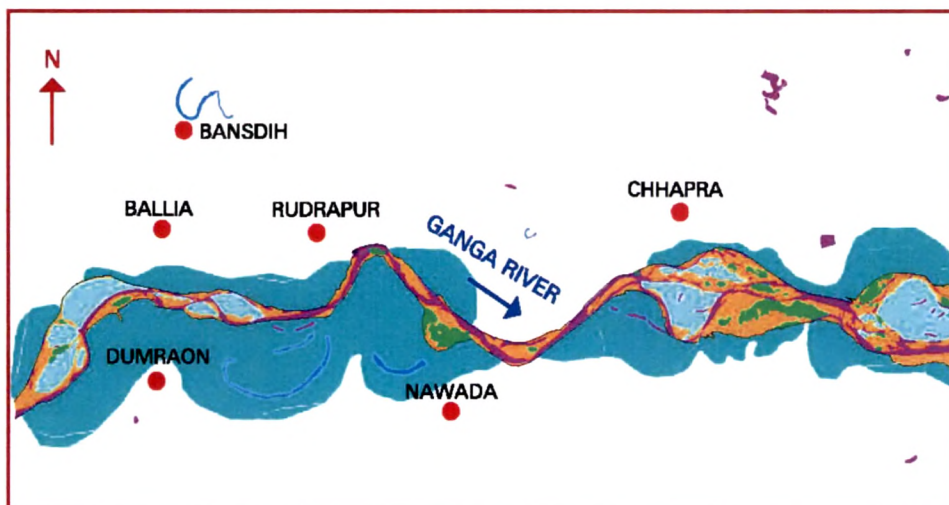 N
BANSDIH
BALLIA
RUDRAPUR
CHHAPRA
GANGA RIVER
DUMRAON
NAWADA